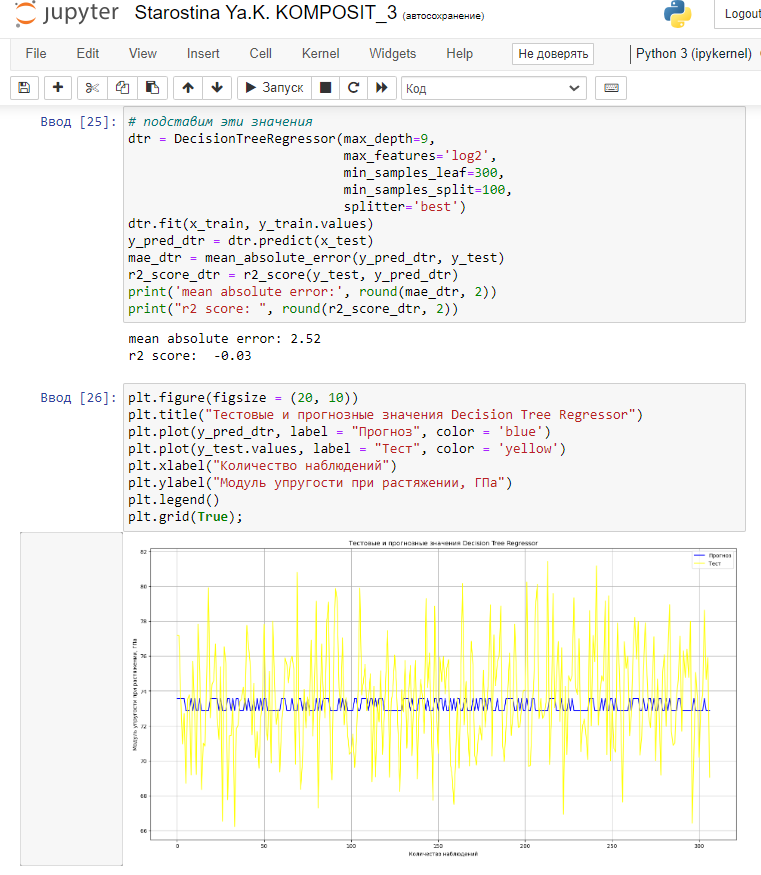 jupyter Starostina Ya.K. KOMPOSIT_3 (автосохранение) Logout
File Edit View Insert Cell Kernel Widgets Help Не доверять Python 3 (ipykernel)
Запуск Код
Ввод [25]: # подставим эти значения
dtr = DecisionTreeRegressor(max_depth=9,
max_features='log2',
min_samples_leaf=300,
min_samples_split=100,
splitter='best')
dtr.fit(x_train, y_train.values)
y_pred_dtr = dtr.predict(x_test)
mae_dtr = mean_absolute_error(y_pred_dtr, y_test)
r2_score_dtr = r2_score(y_test, y_pred_dtr)
print('mean absolute error:', round(mae_dtr, 2))
print("r2 score: ", round(r2_score_dtr, 2))
mean absolute error: 2.52
r2 score:  -0.03
Ввод [26]: plt.figure(figsize = (20, 10))
plt.title("Тестовые и прогнозные значения Decision Tree Regressor")
plt.plot(y_pred_dtr, label = "Прогноз", color = 'blue')
plt.plot(y_test.values, label = "Тест", color = 'yellow')
plt.xlabel("Количество наблюдений")
plt.ylabel("Модуль упругости при растяжении, ГПа")
plt.legend()
plt.grid(True);
Тестовые и прогнозные значения Decision Tree Regressor
Прогноз
Тест
Модуль упругости при растяжении, ГПа
82
80
78
76
74
72
70
68
66
0 50 100 150 200 250 300
Количество наблюдений